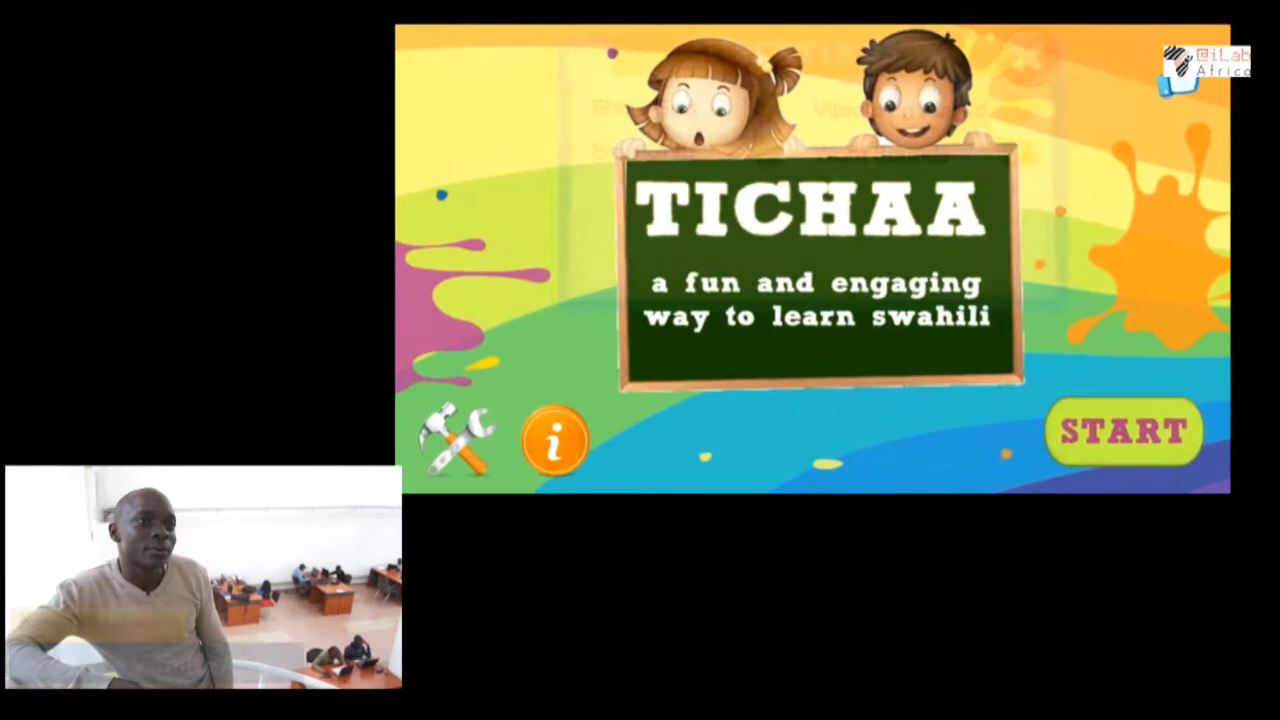 @iLab
Africa
TICHAA
a fun and engaging
way to learn swahili
i
START